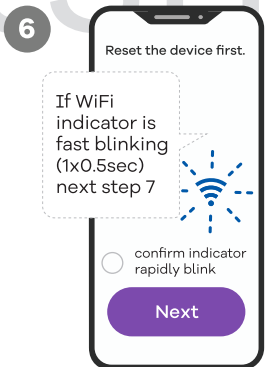 6
Reset the device first.
If WiFi
indicator is
fast blinking
(1x0.5sec)
next step 7
confirm indicator
rapidly blink
Next